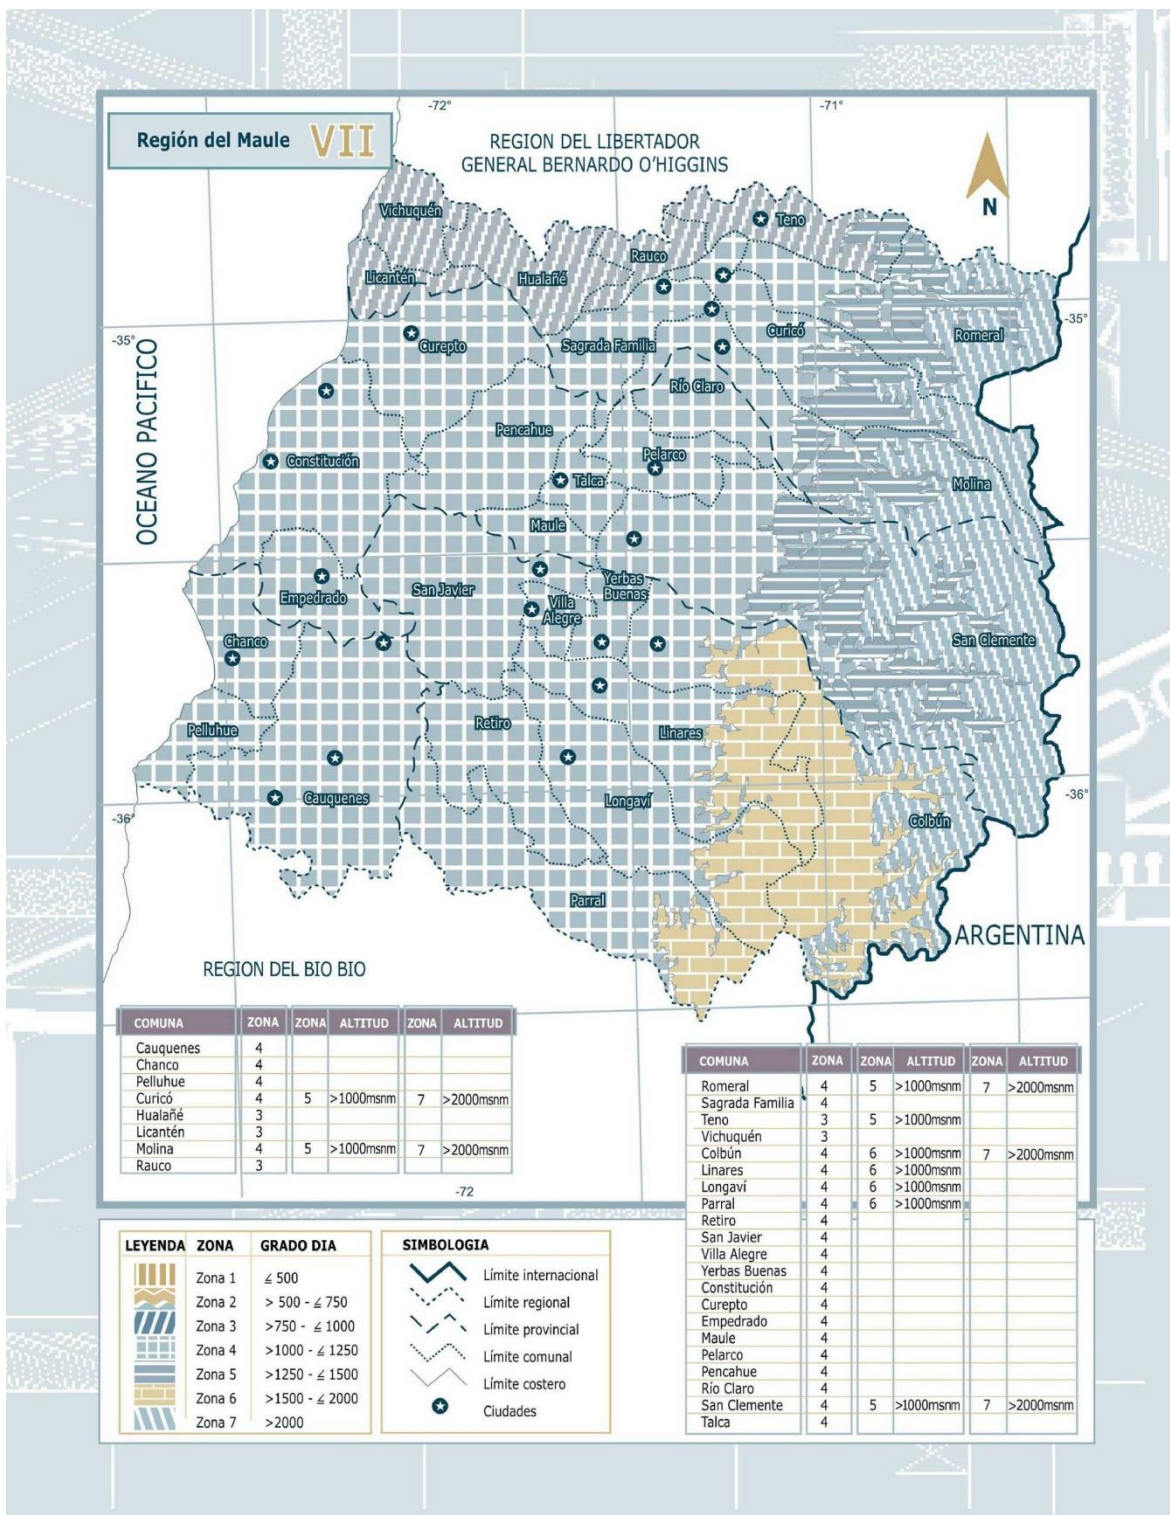 -72°
-71°
Región del Maule VII
REGION DEL LIBERTADOR
GENERAL BERNARDO O'HIGGINS
N
Vichuquén
Teno
Rauco
Licantén
Hualañé
-35°
-35°
Curepto
Sagrada Familia
Curicó
Romeral
OCEANO PACIFICO
Río Claro
Pencahue
Pelarco
Constitución
Talca
Molina
Maule
Empedrado
San Javier
Yerbas
Buenas
Villa
Alegre
Chanco
San Clemente
Pelluhue
Retiro
Linares
-36°
-36°
Cauquenes
Longaví
Colbún
Parral
ARGENTINA
REGION DEL BIO BIO
COMUNA ZONA ZONA ALTITUD ZONA ALTITUD
Cauquenes 4
Chanco 4
Pelluhue 4
Curicó 4 5 >1000msnm 7 >2000msnm
Hualañé 3
Licantén 3
Molina 4 5 >1000msnm 7 >2000msnm
Rauco 3
-72
COMUNA ZONA ZONA ALTITUD ZONA ALTITUD
Romeral 4 5 >1000msnm 7 >2000msnm
Sagrada Familia 4
Teno 3 5 >1000msnm
Vichuquén 3
Colbún 4 6 >1000msnm 7 >2000msnm
Linares 4 6 >1000msnm
Longaví 4 6 >1000msnm
Parral 4 6 >1000msnm
Retiro 4
San Javier 4
Villa Alegre 4
Yerbas Buenas 4
Constitución 4
Curepto 4
Empedrado 4
Maule 4
Pelarco 4
Pencahue 4
Río Claro 4
San Clemente 4 5 >1000msnm 7 >2000msnm
Talca 4
LEYENDA ZONA GRADO DIA
Zona 1 ≤ 500
Zona 2 > 500 - ≤ 750
Zona 3 >750 - ≤ 1000
Zona 4 >1000 - ≤ 1250
Zona 5 >1250 - ≤ 1500
Zona 6 >1500 - ≤ 2000
Zona 7 >2000
SIMBOLOGIA
Límite internacional
Límite regional
Límite provincial
Límite comunal
Límite costero
Ciudades